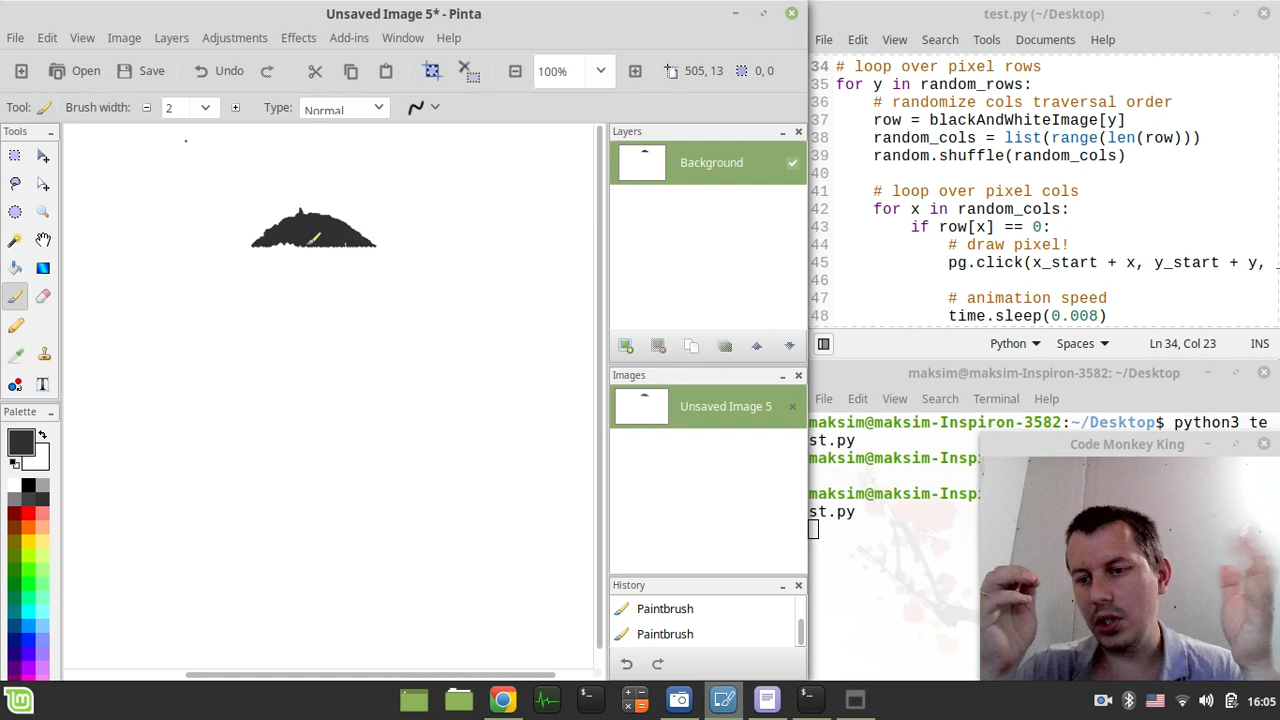 Unsaved Image 5* - Pinta
File Edit View Image Layers Adjustments Effects Add-ins Window Help
Open Save Undo 100% 505, 13 0, 0
Tool: Brush width: 2 Type: Normal
Tools
Palette
Layers
Background
Images
Unsaved Image 5
History
Paintbrush
Paintbrush
test.py (~/Desktop)
File Edit View Search Tools Documents Help
34 # loop over pixel rows
35 for y in random_rows:
36 # randomize cols traversal order
37 row = blackAndWhiteImage[y]
38 random_cols = list(range(len(row)))
39 random.shuffle(random_cols)
40
41 # loop over pixel cols
42 for x in random_cols:
43 if row[x] == 0:
44 # draw pixel!
45 pg.click(x_start + x, y_start + y,
46
47 # animation speed
48 time.sleep(0.008)
Python Spaces Ln 34, Col 23 INS
maksim@maksim-Inspiron-3582: ~/Desktop
File Edit View Search Terminal Help
maksim@maksim-Inspiron-3582:~/Desktop$ python3 te
st.py
maksim@maksim-Inspi
maksim@maksim-Inspi
st.py
Code Monkey King
16:05